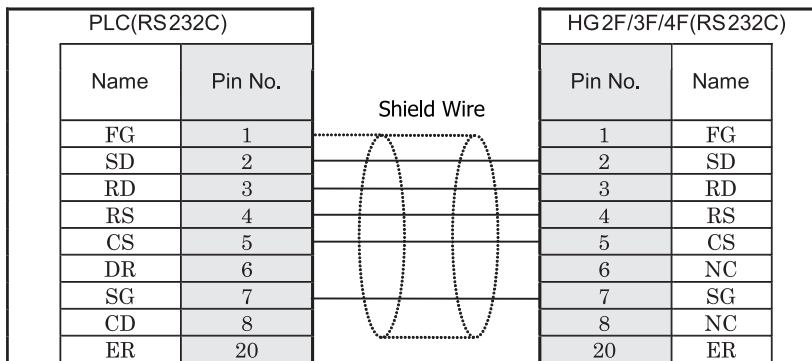 PLC(RS232C) HG2F/3F/4F(RS232C)
Name Pin No. Pin No. Name
Shield Wire
FG 1 1 FG
SD 2 2 SD
RD 3 3 RD
RS 4 4 RS
CS 5 5 CS
DR 6 6 NC
SG 7 7 SG
CD 8 8 NC
ER 20 20 ER